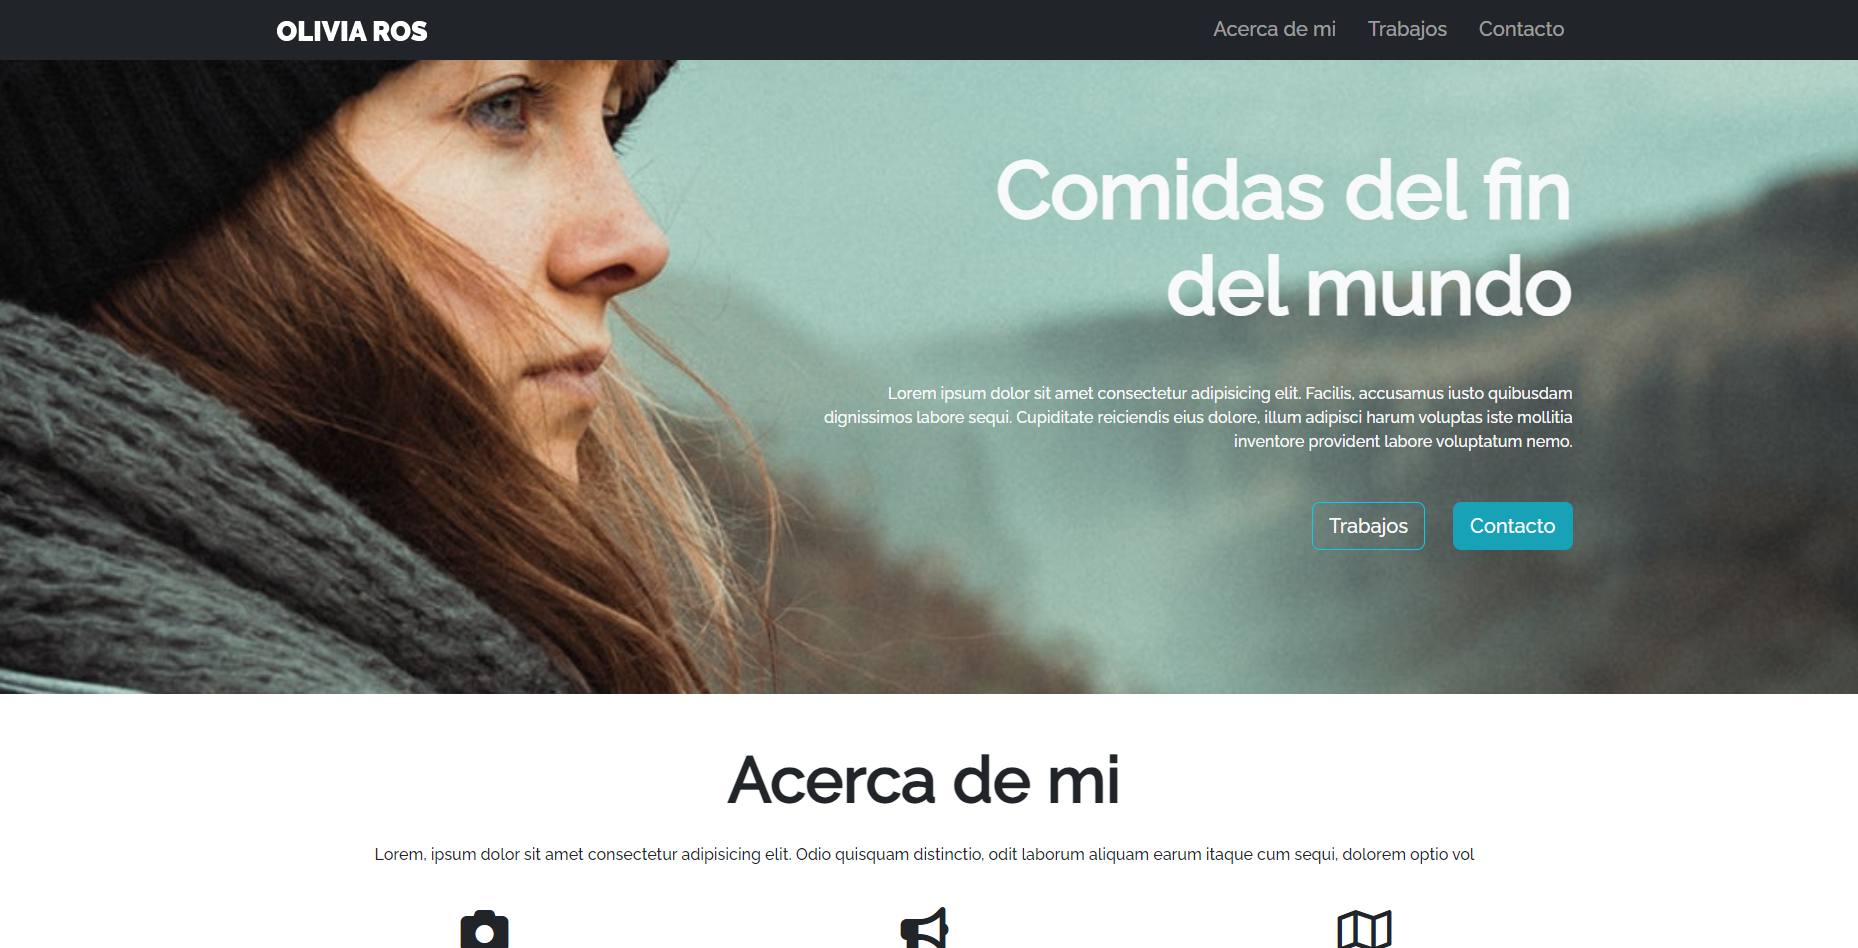 OLIVIA ROS
Acerca de mi
Trabajos
Contacto
Comidas del fin
del mundo
Lorem ipsum dolor sit amet consectetur adipisicing elit. Facilis, accusamus iusto quibusdam
dignissimos labore sequi. Cupiditate reiciendis eius dolore, illum adipisci harum voluptas iste mollitia
inventore provident labore voluptatum nemo.
Trabajos
Contacto
Acerca de mi
Lorem, ipsum dolor sit amet consectetur adipisicing elit. Odio quisquam distinctio, odit laborum aliquam earum itaque cum sequi, dolorem optio vol